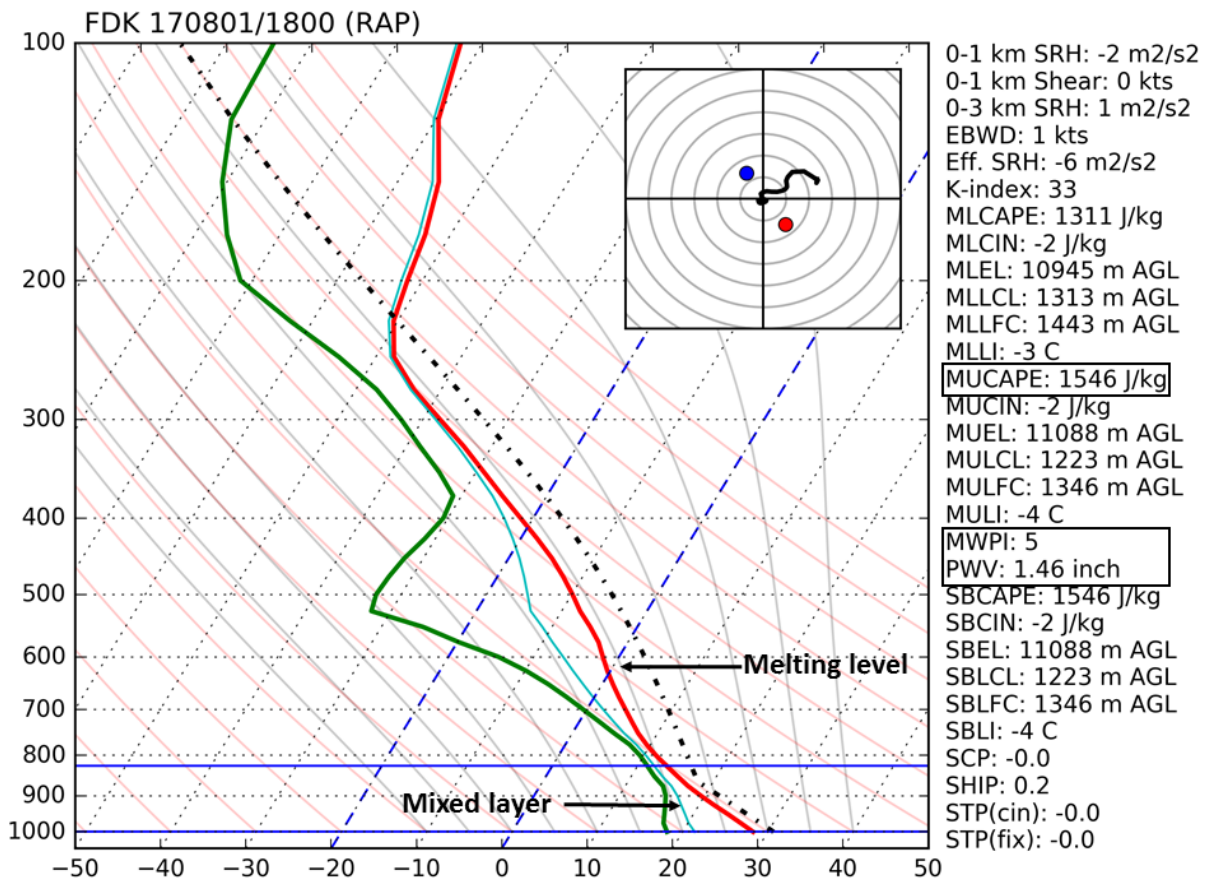 FDK 170801/1800 (RAP)
100
200
300
400
500
600
700
800
900
1000
−50 −40 −30 −20 −10 0 10 20 30 40 50
Melting level
Mixed layer
0-1 km SRH: -2 m2/s2
0-1 km Shear: 0 kts
0-3 km SRH: 1 m2/s2
EBWD: 1 kts
Eff. SRH: -6 m2/s2
K-index: 33
MLCAPE: 1311 J/kg
MLCIN: -2 J/kg
MLEL: 10945 m AGL
MLLCL: 1313 m AGL
MLLFC: 1443 m AGL
MLLI: -3 C
MUCAPE: 1546 J/kg
MUCIN: -2 J/kg
MUEL: 11088 m AGL
MULCL: 1223 m AGL
MULFC: 1346 m AGL
MULI: -4 C
MWPI: 5
PWV: 1.46 inch
SBCAPE: 1546 J/kg
SBCIN: -2 J/kg
SBEL: 11088 m AGL
SBLCL: 1223 m AGL
SBLFC: 1346 m AGL
SBLI: -4 C
SCP: -0.0
SHIP: 0.2
STP(cin): -0.0
STP(fix): -0.0